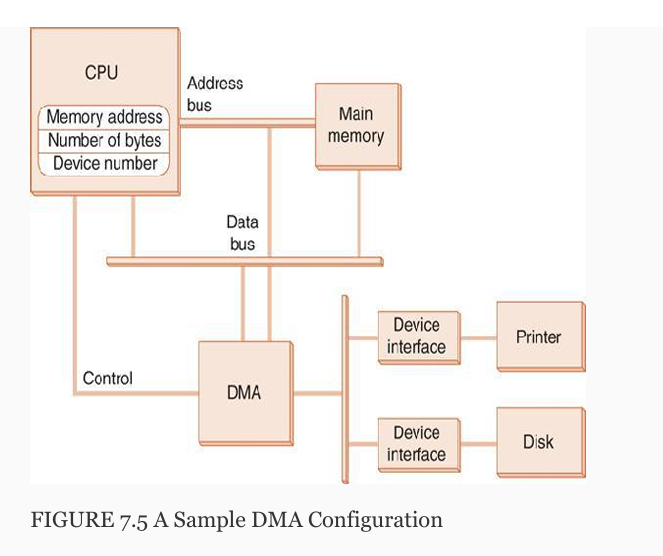 CPU
Memory address
Number of bytes
Device number
Address
bus
Main
memory
Data
bus
Control
DMA
Device
interface
Printer
Device
interface
Disk
FIGURE 7.5 A Sample DMA Configuration